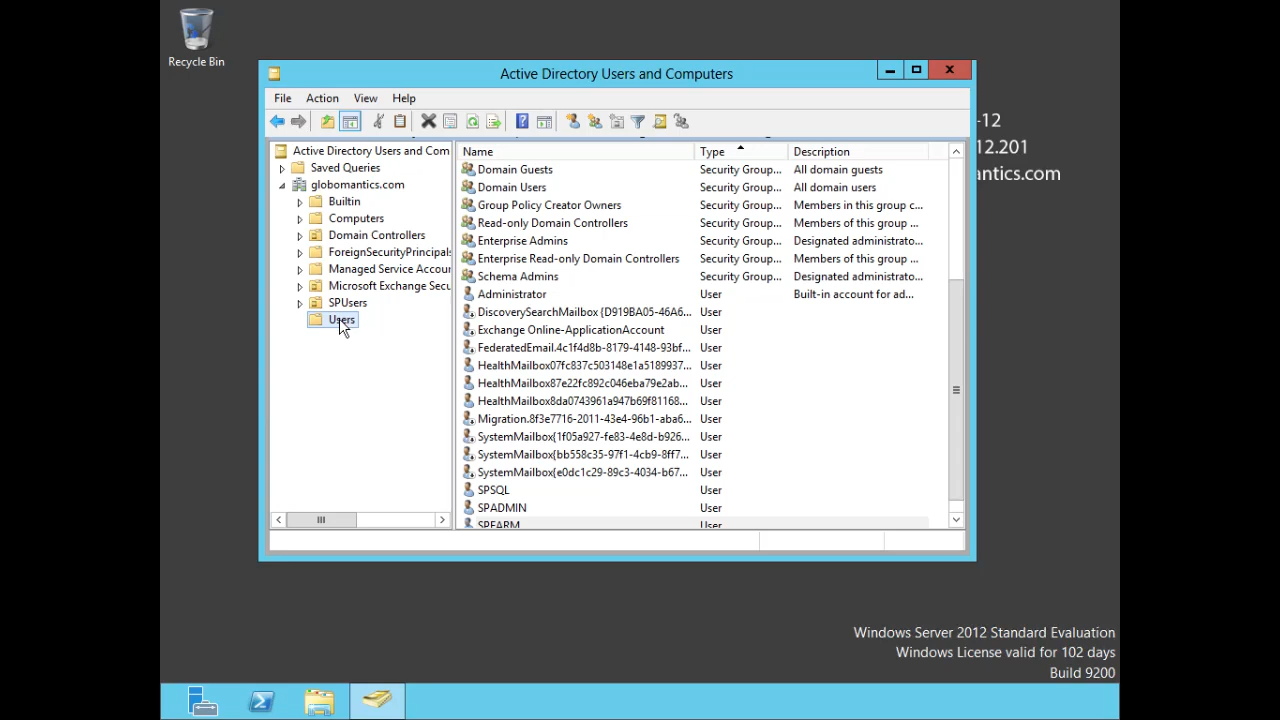 Recycle Bin
Active Directory Users and Computers
File Action View Help
-12
12.201
antics.com
Active Directory Users and Com
Saved Queries
globomantics.com
Builtin
Computers
Domain Controllers
ForeignSecurityPrincipals
Managed Service Accour
Microsoft Exchange Secu
SPUsers
Users
Name Type Description
Domain Guests Security Group... All domain guests
Domain Users Security Group... All domain users
Group Policy Creator Owners Security Group... Members in this group c...
Read-only Domain Controllers Security Group... Members of this group ...
Enterprise Admins Security Group... Designated administrato...
Enterprise Read-only Domain Controllers Security Group... Members of this group ...
Schema Admins Security Group... Designated administrato...
Administrator User Built-in account for ad...
DiscoverySearchMailbox {D919BA05-46A6... User
Exchange Online-ApplicationAccount User
FederatedEmail.4c1f4d8b-8179-4148-93bf... User
HealthMailbox07fc837c503148e1a5189937... User
HealthMailbox87e22fc892c046eba79e2ab... User
HealthMailbox8da0743961a947b69f81168... User
Migration.8f3e7716-2011-43e4-96b1-aba6... User
SystemMailbox{1f05a927-fe83-4e8d-b926... User
SystemMailbox{bb558c35-97f1-4cb9-8ff7... User
SystemMailbox{e0dc1c29-89c3-4034-b67... User
SPSQL User
SPADMIN User
SPFARM User
Windows Server 2012 Standard Evaluation
Windows License valid for 102 days
Build 9200